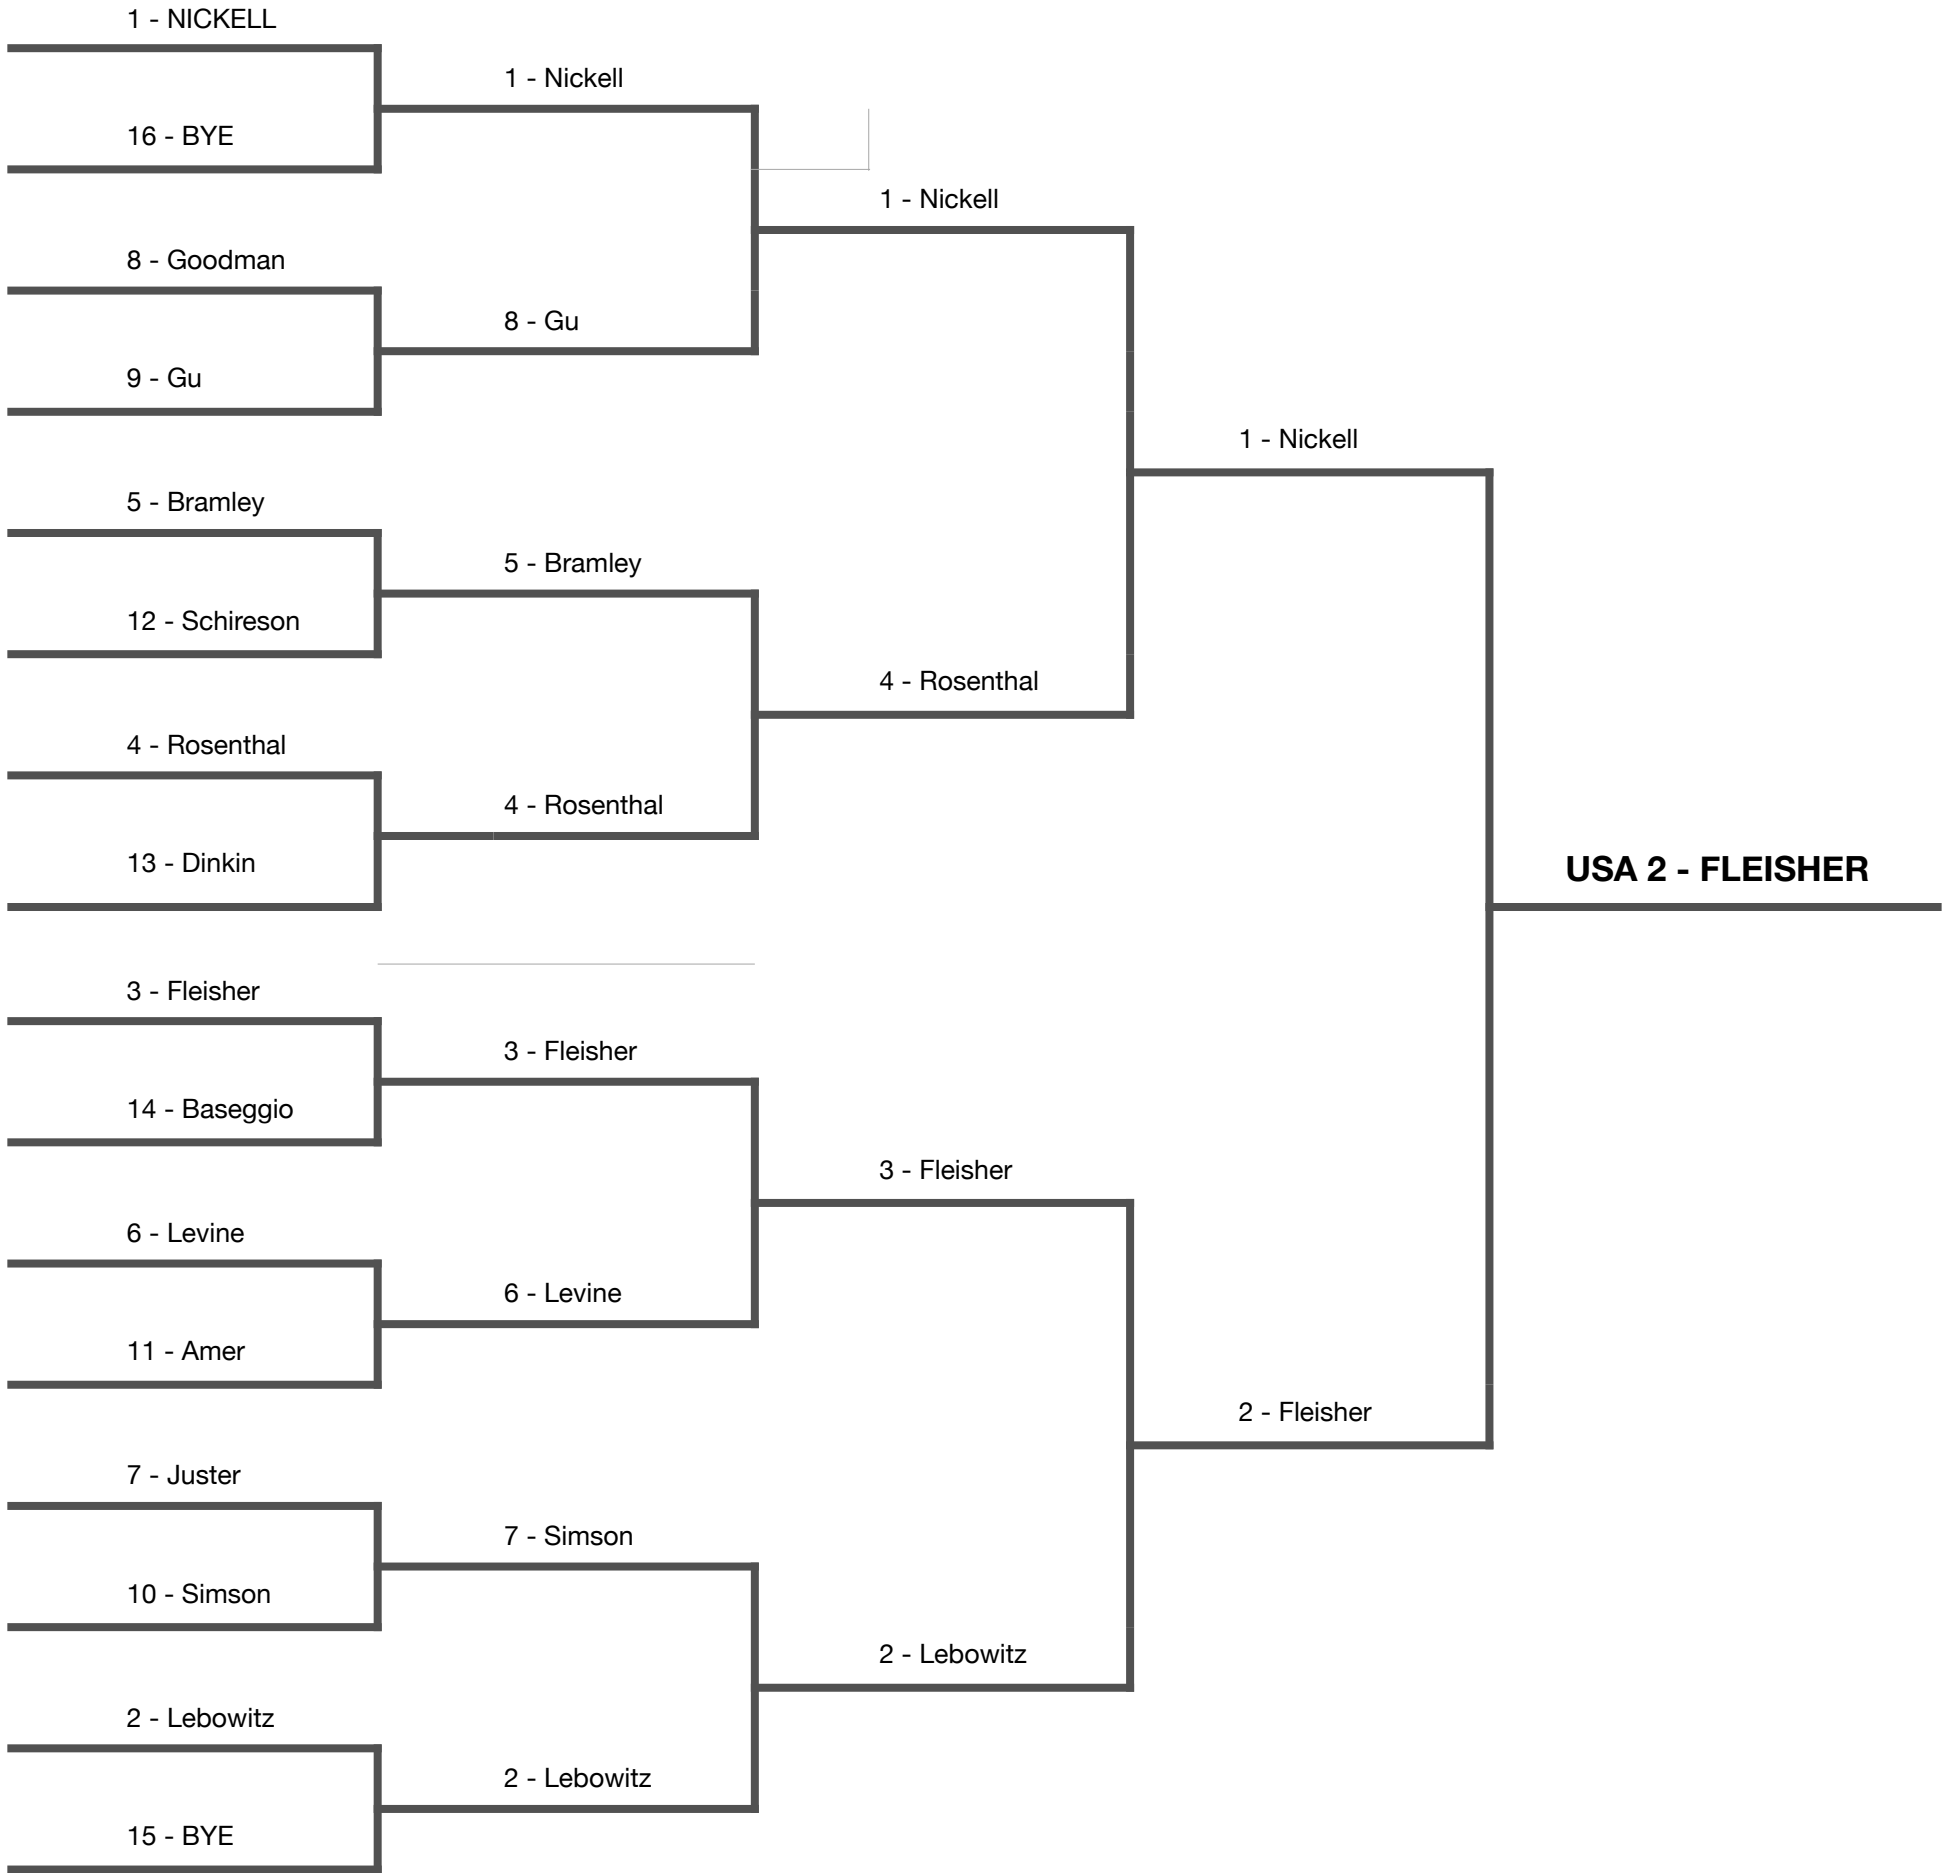 1 - NICKELL
16 - BYE
8 - Goodman
9 - Gu
5 - Bramley
12 - Schireson
4 - Rosenthal
13 - Dinkin
3 - Fleisher
14 - Baseggio
6 - Levine
11 - Amer
7 - Juster
10 - Simson
2 - Lebowitz
15 - BYE
1 - Nickell
8 - Gu
5 - Bramley
4 - Rosenthal
3 - Fleisher
6 - Levine
7 - Simson
2 - Lebowitz
1 - Nickell
4 - Rosenthal
3 - Fleisher
2 - Lebowitz
1 - Nickell
2 - Fleisher
USA 2 - FLEISHER